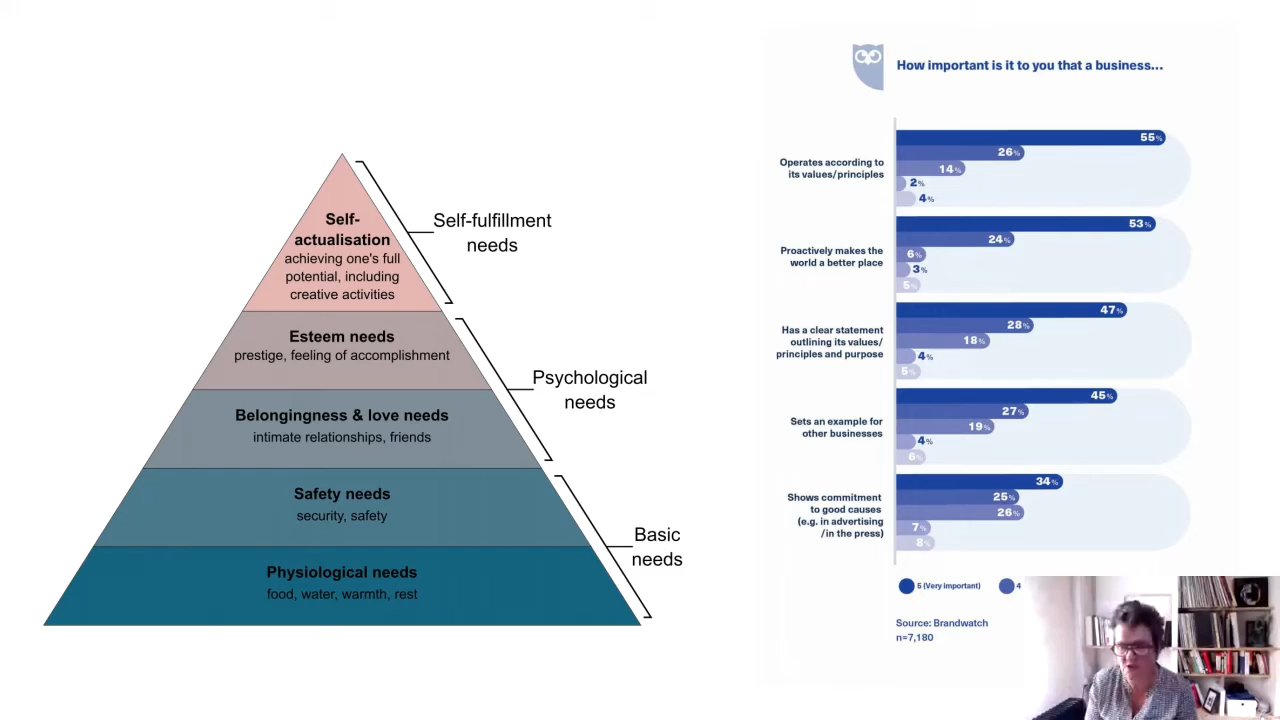 Self-
actualisation
achieving one's full
potential, including
creative activities
Self-fulfillment
needs
Esteem needs
prestige, feeling of accomplishment
Psychological
needs
Belongingness & love needs
intimate relationships, friends
Safety needs
security, safety
Basic
needs
Physiological needs
food, water, warmth, rest
How important is it to you that a business...
Operates according to
its values/principles
55%
26%
14%
2%
4%
Proactively makes the
world a better place
53%
24%
6%
3%
5%
Has a clear statement
outlining its values/
principles and purpose
47%
28%
18%
4%
5%
Sets an example for
other businesses
45%
27%
19%
4%
6%
Shows commitment
to good causes
(e.g. in advertising
/in the press)
34%
25%
26%
7%
8%
5 (Very important)
4
Source: Brandwatch
n=7,180